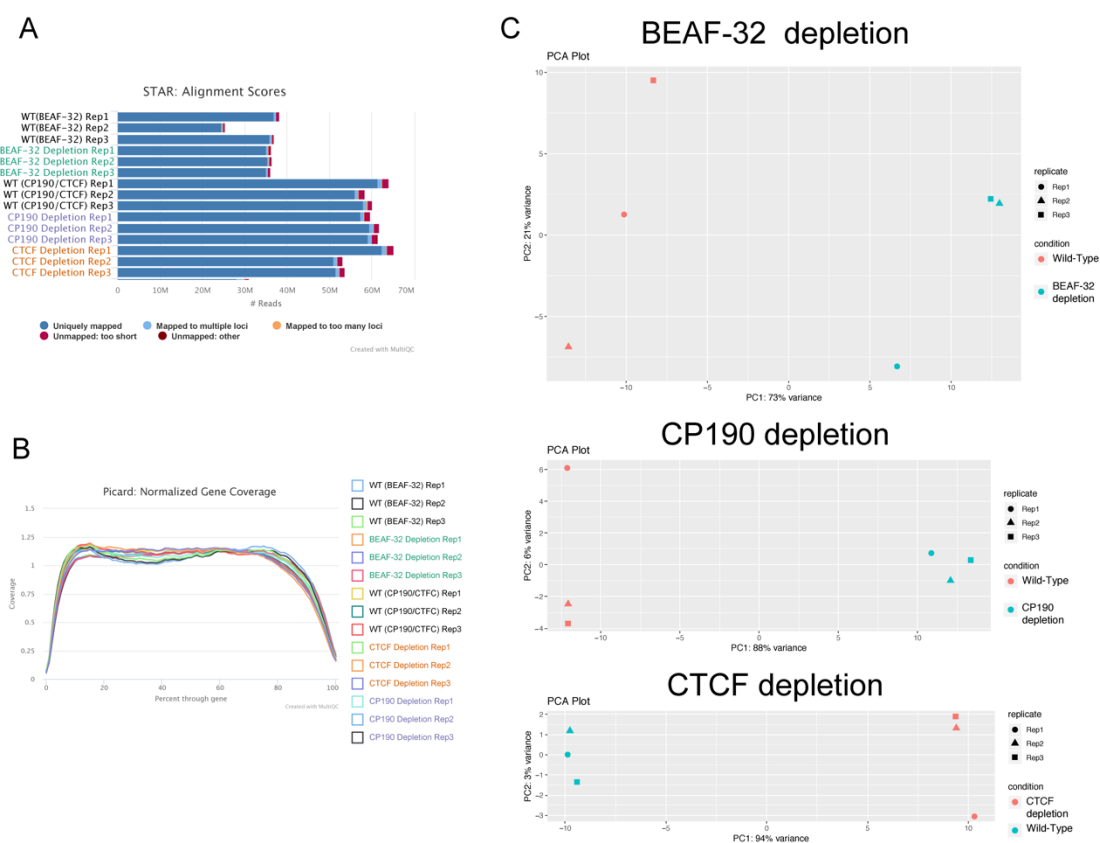 A
STAR: Alignment Scores
WT(BEAF-32) Rep1
WT(BEAF-32) Rep2
WT(BEAF-32) Rep3
BEAF-32 Depletion Rep1
BEAF-32 Depletion Rep2
BEAF-32 Depletion Rep3
WT (CP190/CTCF) Rep1
WT (CP190/CTCF) Rep2
WT (CP190/CTCF) Rep3
CP190 Depletion Rep1
CP190 Depletion Rep2
CP190 Depletion Rep3
CTCF Depletion Rep1
CTCF Depletion Rep2
CTCF Depletion Rep3
0 10M 20M 30M 40M 50M 60M 70M
# Reads
Uniquely mapped Mapped to multiple loci Mapped to too many loci
Unmapped: too short Unmapped: other
Created with MultiQC
B
Picard: Normalized Gene Coverage
1.5
1.25
1
0.75
0.5
0.25
0
Coverage
0 20 40 60 80 100
Percent through gene
Created with MultiQC
WT (BEAF-32) Rep1
WT (BEAF-32) Rep2
WT (BEAF-32) Rep3
BEAF-32 Depletion Rep1
BEAF-32 Depletion Rep2
BEAF-32 Depletion Rep3
WT (CP190/CTFC) Rep1
WT (CP190/CTFC) Rep2
WT (CP190/CTFC) Rep3
CTCF Depletion Rep1
CTCF Depletion Rep2
CTCF Depletion Rep3
CP190 Depletion Rep1
CP190 Depletion Rep2
CP190 Depletion Rep3
C
BEAF-32 depletion
PCA Plot
10
5
0
−5
PC2: 21% variance
−10 −5 0 5 10
PC1: 73% variance
replicate
Rep1
Rep2
Rep3
condition
Wild-Type
BEAF-32
depletion
CP190 depletion
PCA Plot
6
4
2
0
−2
−4
PC2: 6% variance
−10 −5 0 5 10
PC1: 88% variance
replicate
Rep1
Rep2
Rep3
condition
Wild-Type
CP190
depletion
CTCF depletion
PCA Plot
2
1
0
−1
−2
−3
PC2: 3% variance
−10 −5 0 5 10
PC1: 94% variance
replicate
Rep1
Rep2
Rep3
condition
CTCF
depletion
Wild-Type